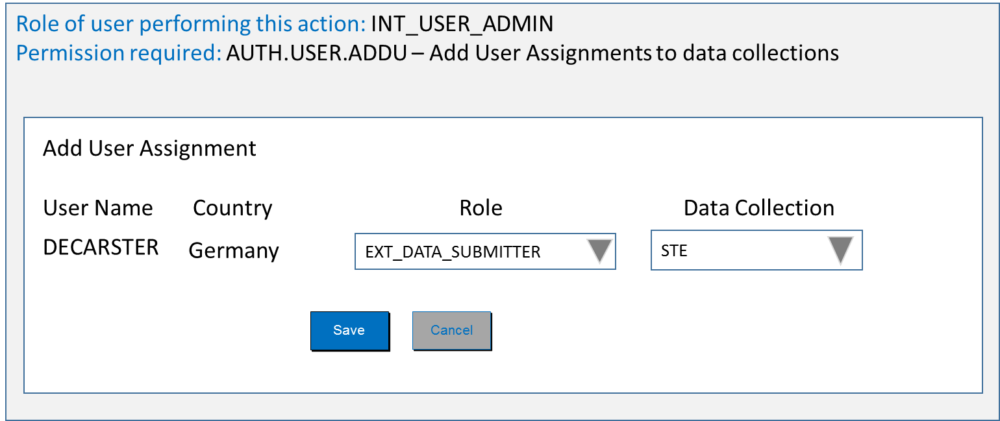 Role of user performing this action: INT_USER_ADMIN
Permission required: AUTH.USER.ADDU – Add User Assignments to data collections
Add User Assignment
User Name Country Role Data Collection
DECARSTER Germany EXT_DATA_SUBMITTER STE
Save Cancel